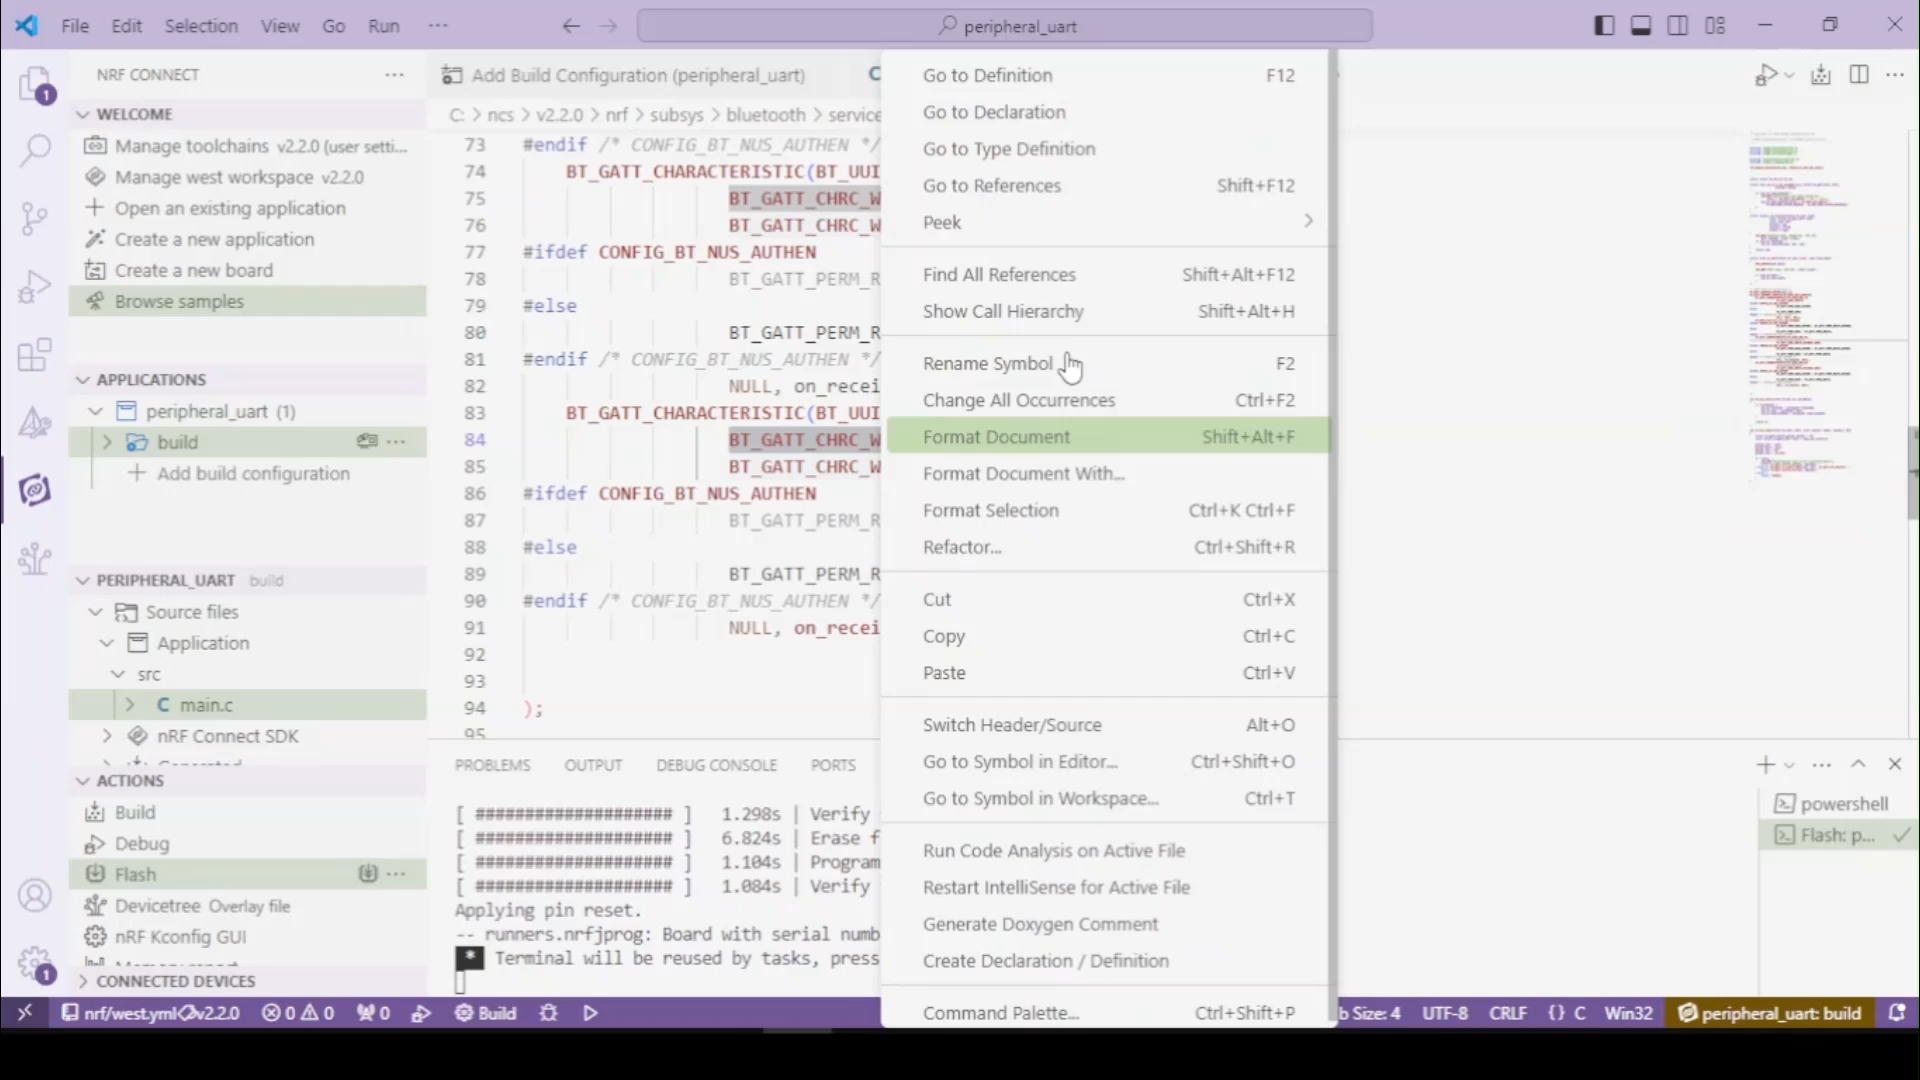 File Edit Selection View Go Run ··· peripheral_uart
NRF CONNECT ···
WELCOME
Manage toolchains v2.2.0 (user setti...
Manage west workspace v2.2.0
Open an existing application
Create a new application
Create a new board
Browse samples
APPLICATIONS
peripheral_uart (1)
build ···
Add build configuration
PERIPHERAL_UART build
Source files
Application
src
C main.c
nRF Connect SDK
ACTIONS
Build
Debug
Flash ···
Devicetree Overlay file
nRF Kconfig GUI
CONNECTED DEVICES
1
1
Add Build Configuration (peripheral_uart) C
C: > ncs > v2.2.0 > nrf > subsys > bluetooth > service
73 #endif /* CONFIG_BT_NUS_AUTHEN */
74 BT_GATT_CHARACTERISTIC(BT_UUI
75 BT_GATT_CHRC_W
76 BT_GATT_CHRC_W
77 #ifdef CONFIG_BT_NUS_AUTHEN
78 BT_GATT_PERM_R
79 #else
80 BT_GATT_PERM_R
81 #endif /* CONFIG_BT_NUS_AUTHEN */
82 NULL, on_recei
83 BT_GATT_CHARACTERISTIC(BT_UUI
84 BT_GATT_CHRC_W
85 BT_GATT_CHRC_W
86 #ifdef CONFIG_BT_NUS_AUTHEN
87 BT_GATT_PERM_R
88 #else
89 BT_GATT_PERM_R
90 #endif /* CONFIG_BT_NUS_AUTHEN */
91 NULL, on_recei
92
93
94 );
95
Go to Definition F12
Go to Declaration
Go to Type Definition
Go to References Shift+F12
Peek
Find All References Shift+Alt+F12
Show Call Hierarchy Shift+Alt+H
Rename Symbol F2
Change All Occurrences Ctrl+F2
Format Document Shift+Alt+F
Format Document With...
Format Selection Ctrl+K Ctrl+F
Refactor... Ctrl+Shift+R
Cut Ctrl+X
Copy Ctrl+C
Paste Ctrl+V
Switch Header/Source Alt+O
Go to Symbol in Editor... Ctrl+Shift+O
Go to Symbol in Workspace... Ctrl+T
Run Code Analysis on Active File
Restart IntelliSense for Active File
Generate Doxygen Comment
Create Declaration / Definition
Command Palette... Ctrl+Shift+P
PROBLEMS OUTPUT DEBUG CONSOLE PORTS
[ #################### ] 1.298s | Verify
[ #################### ] 6.824s | Erase f
[ #################### ] 1.104s | Program
[ #################### ] 1.084s | Verify
Applying pin reset.
-- runners.nrfjprog: Board with serial numb
* Terminal will be reused by tasks, press
powershell
Flash: p...
nrf/west.yml v2.2.0 0 0 0 Build b Size: 4 UTF-8 CRLF {} C Win32 peripheral_uart: build